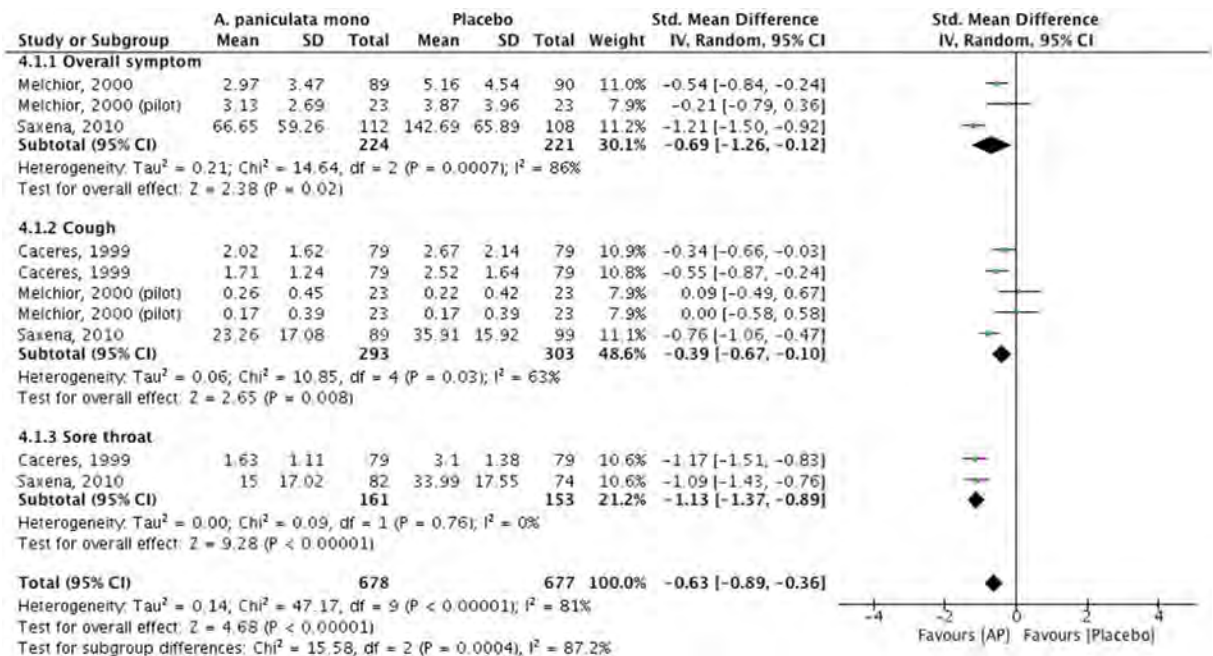 A. paniculata mono Placebo Std. Mean Difference Std. Mean Difference
Study or Subgroup Mean SD Total Mean SD Total Weight IV, Random, 95% CI IV, Random, 95% CI
4.1.1 Overall symptom
Melchior, 2000 2.97 3.47 89 5.16 4.54 90 11.0% -0.54 [-0.84, -0.24]
Melchior, 2000 (pilot) 3.13 2.69 23 3.87 3.96 23 7.9% -0.21 [-0.79, 0.36]
Saxena, 2010 66.65 59.26 112 142.69 65.89 108 11.2% -1.21 [-1.50, -0.92]
Subtotal (95% CI) 224 221 30.1% -0.69 [-1.26, -0.12]
Heterogeneity: Tau² = 0.21; Chi² = 14.64, df = 2 (P = 0.0007); I² = 86%
Test for overall effect: Z = 2.38 (P = 0.02)
4.1.2 Cough
Caceres, 1999 2.02 1.62 79 2.67 2.14 79 10.9% -0.34 [-0.66, -0.03]
Caceres, 1999 1.71 1.24 79 2.52 1.64 79 10.8% -0.55 [-0.87, -0.24]
Melchior, 2000 (pilot) 0.26 0.45 23 0.22 0.42 23 7.9% 0.09 [-0.49, 0.67]
Melchior, 2000 (pilot) 0.17 0.39 23 0.17 0.39 23 7.9% 0.00 [-0.58, 0.58]
Saxena, 2010 23.26 17.08 89 35.91 15.92 99 11.1% -0.76 [-1.06, -0.47]
Subtotal (95% CI) 293 303 48.6% -0.39 [-0.67, -0.10]
Heterogeneity: Tau² = 0.06; Chi² = 10.85, df = 4 (P = 0.03); I² = 63%
Test for overall effect: Z = 2.65 (P = 0.008)
4.1.3 Sore throat
Caceres, 1999 1.63 1.11 79 3.1 1.38 79 10.6% -1.17 [-1.51, -0.83]
Saxena, 2010 15 17.02 82 33.99 17.55 74 10.6% -1.09 [-1.43, -0.76]
Subtotal (95% CI) 161 153 21.2% -1.13 [-1.37, -0.89]
Heterogeneity: Tau² = 0.00; Chi² = 0.09, df = 1 (P = 0.76); I² = 0%
Test for overall effect: Z = 9.28 (P < 0.00001)
Total (95% CI) 678 677 100.0% -0.63 [-0.89, -0.36]
Heterogeneity: Tau² = 0.14; Chi² = 47.17, df = 9 (P < 0.00001); I² = 81%
Test for overall effect: Z = 4.68 (P < 0.00001)
Test for subgroup differences: Chi² = 15.58, df = 2 (P = 0.0004), I² = 87.2%
-4 -2 0 2 4
Favours [AP] Favours [Placebo]